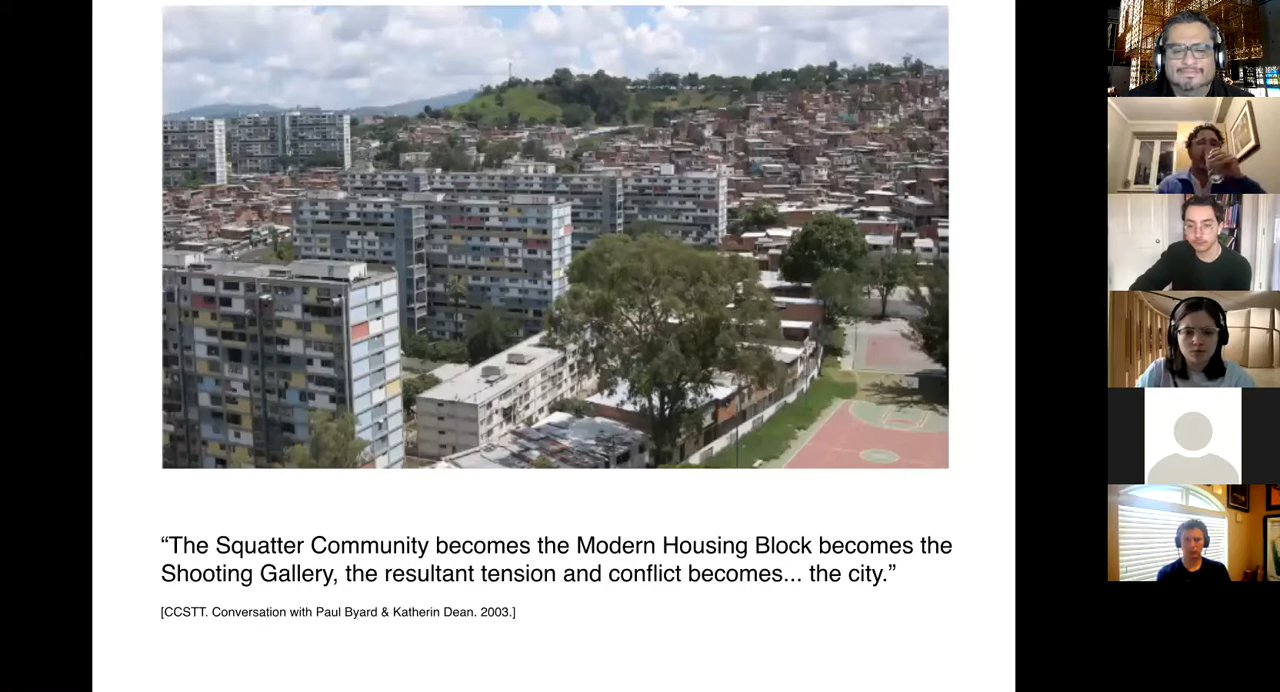 “The Squatter Community becomes the Modern Housing Block becomes the
Shooting Gallery, the resultant tension and conflict becomes... the city.”
[CCSTT. Conversation with Paul Byard & Katherin Dean. 2003.]